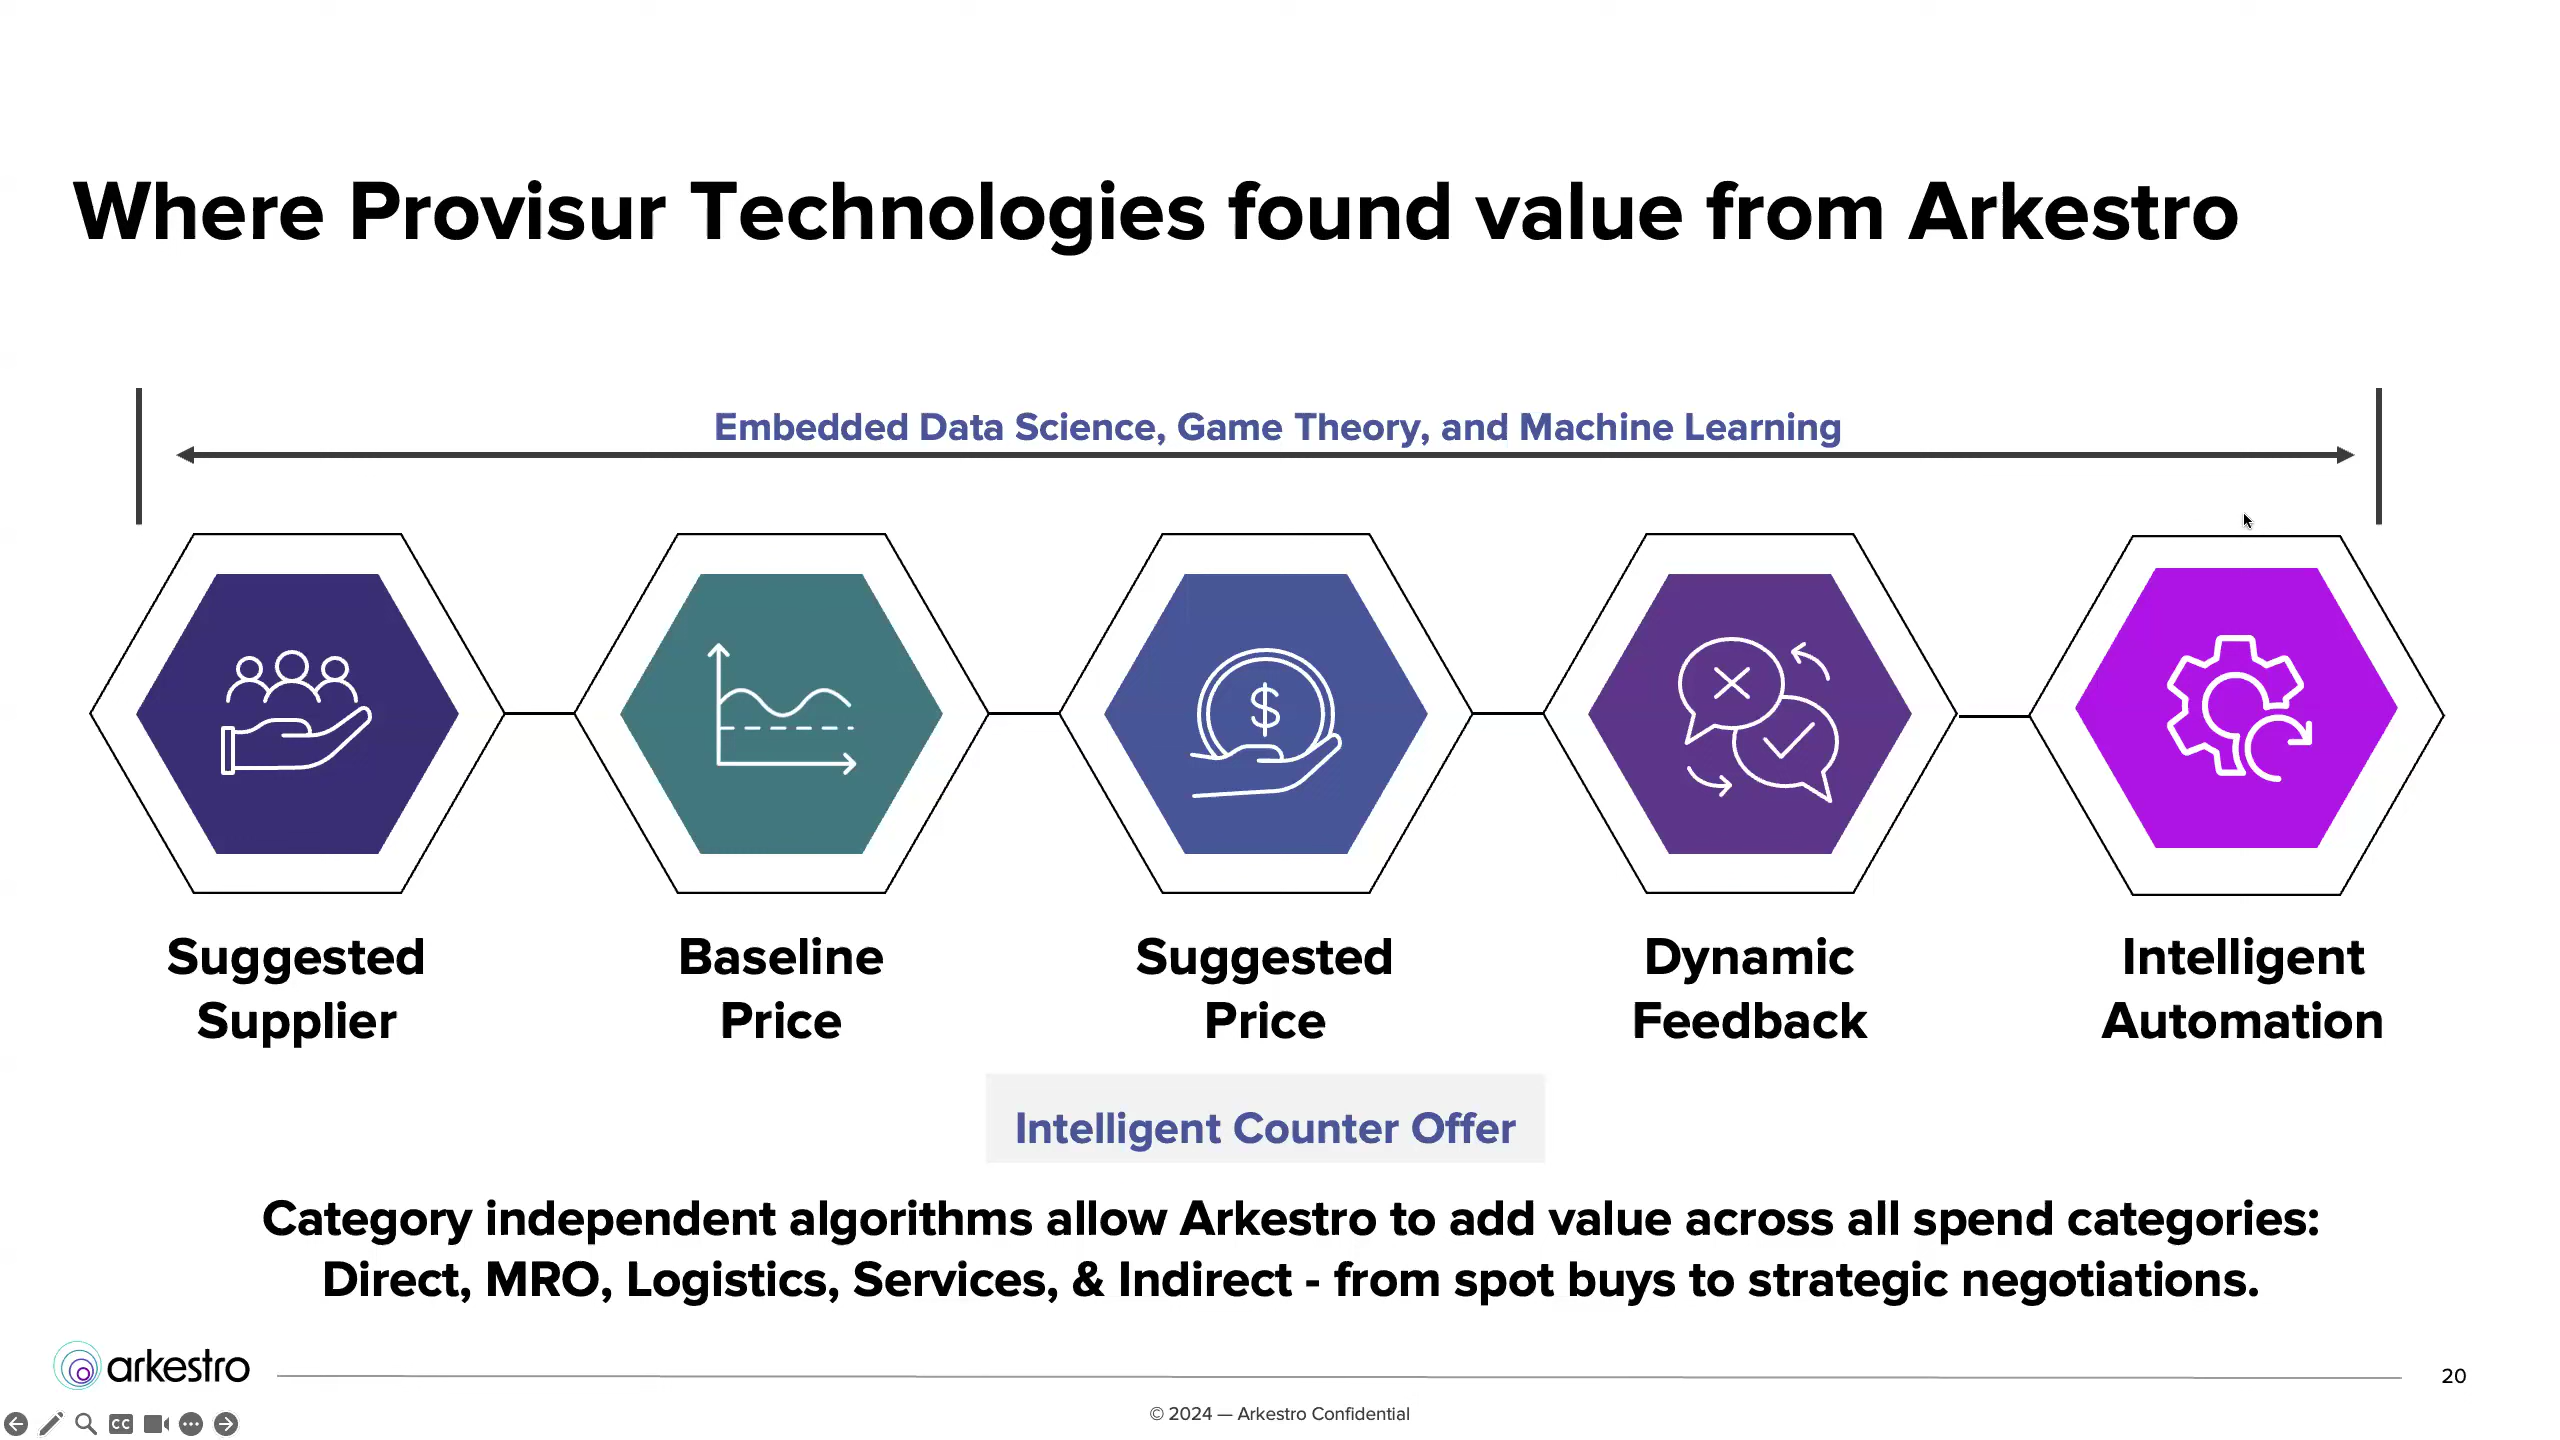 Where Provisur Technologies found value from Arkestro
Embedded Data Science, Game Theory, and Machine Learning
$
Suggested
Supplier
Baseline
Price
Suggested
Price
Dynamic
Feedback
Intelligent
Automation
Intelligent Counter Offer
Category independent algorithms allow Arkestro to add value across all spend categories:
Direct, MRO, Logistics, Services, & Indirect - from spot buys to strategic negotiations.
arkestro
20
© 2024 — Arkestro Confidential
CC